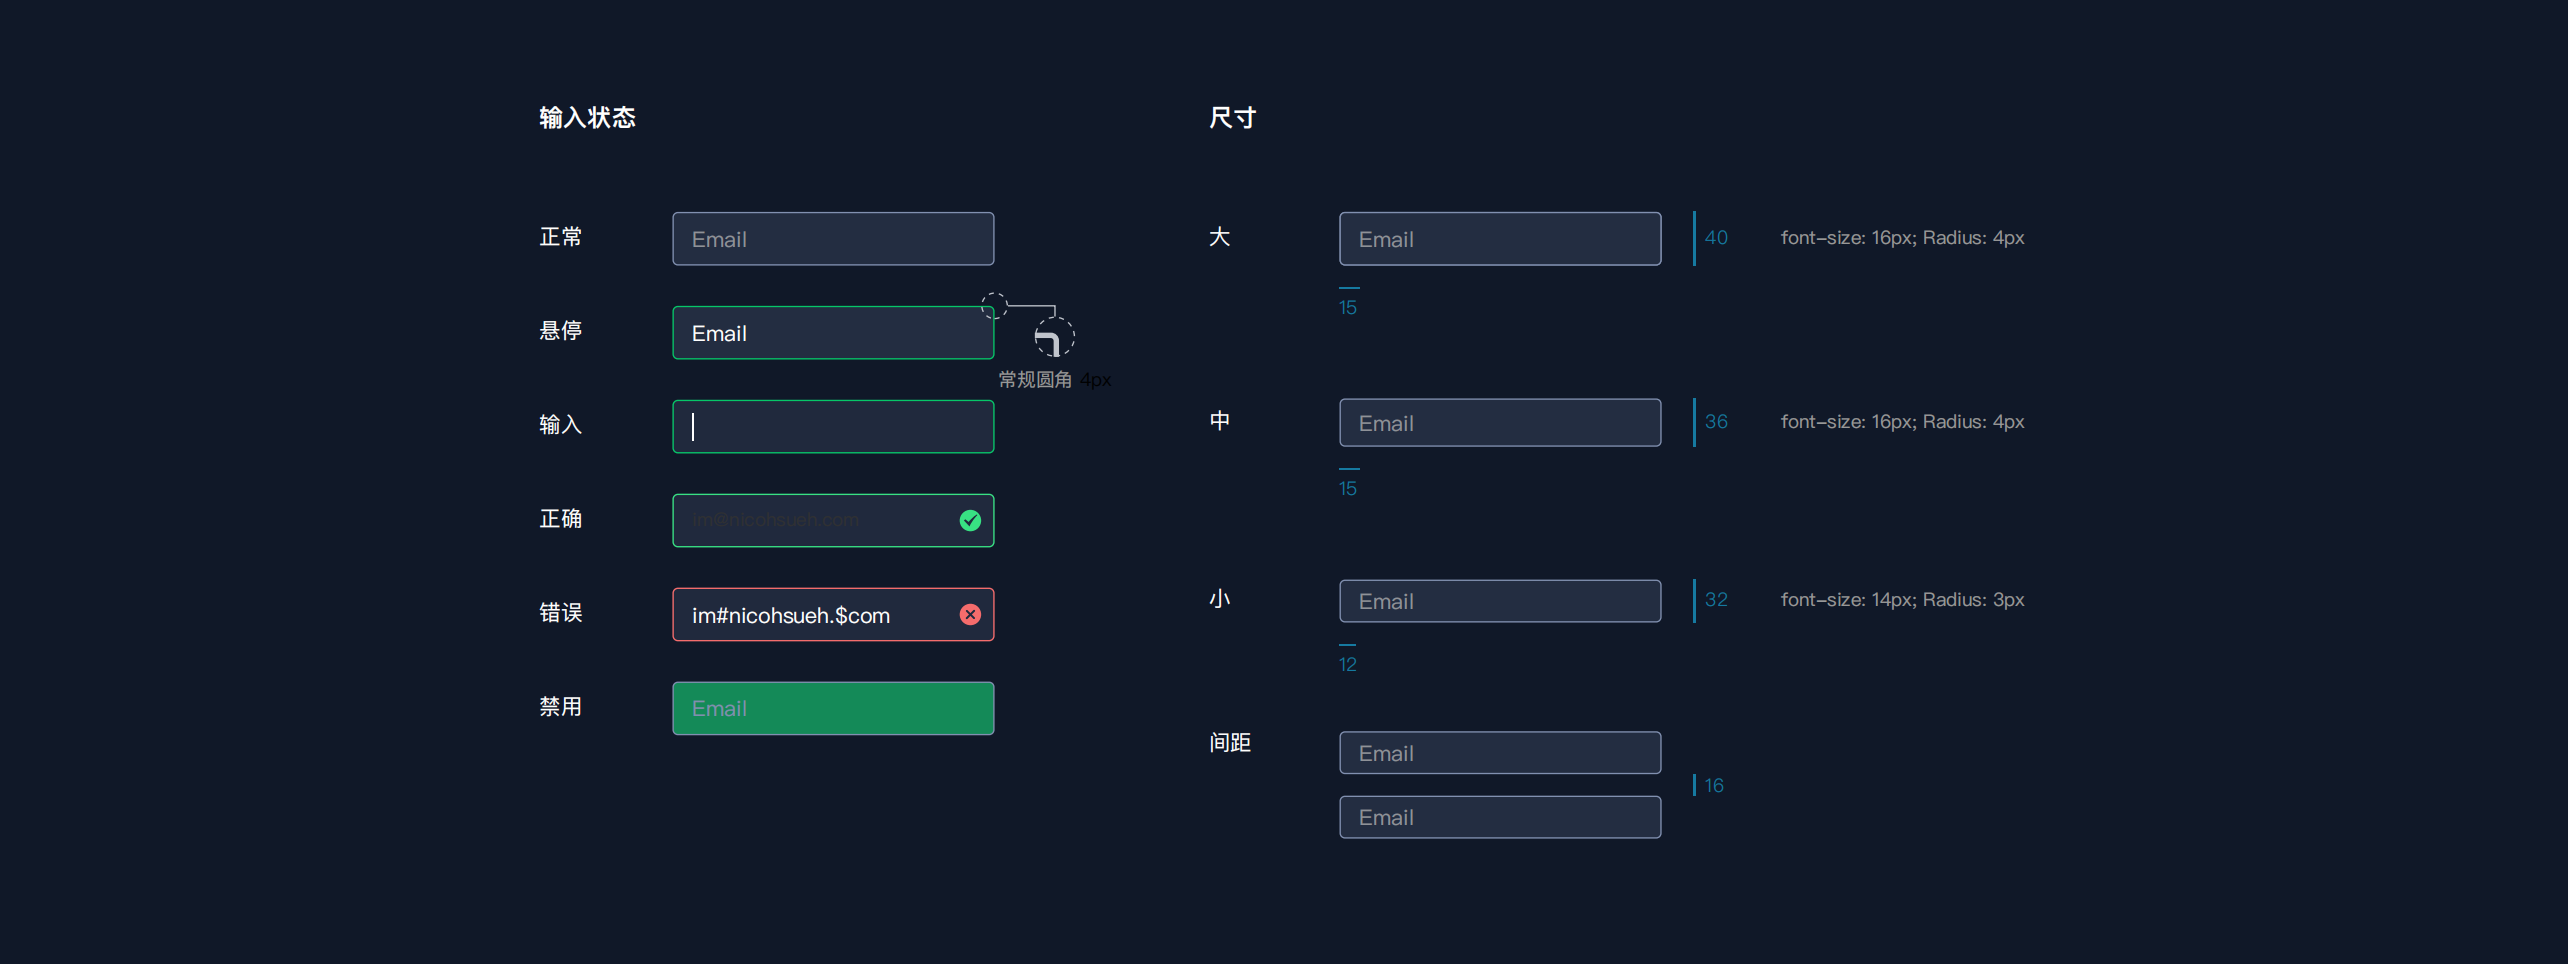 输入状态
正常
Email
悬停
Email
常规圆角 4px
输入
正确
im@nicohsueh.com
错误
im#nicohsueh.$com
禁用
Email
尺寸
大
Email
40
font-size: 16px; Radius: 4px
15
中
Email
36
font-size: 16px; Radius: 4px
15
小
Email
32
font-size: 14px; Radius: 3px
12
间距
Email
16
Email